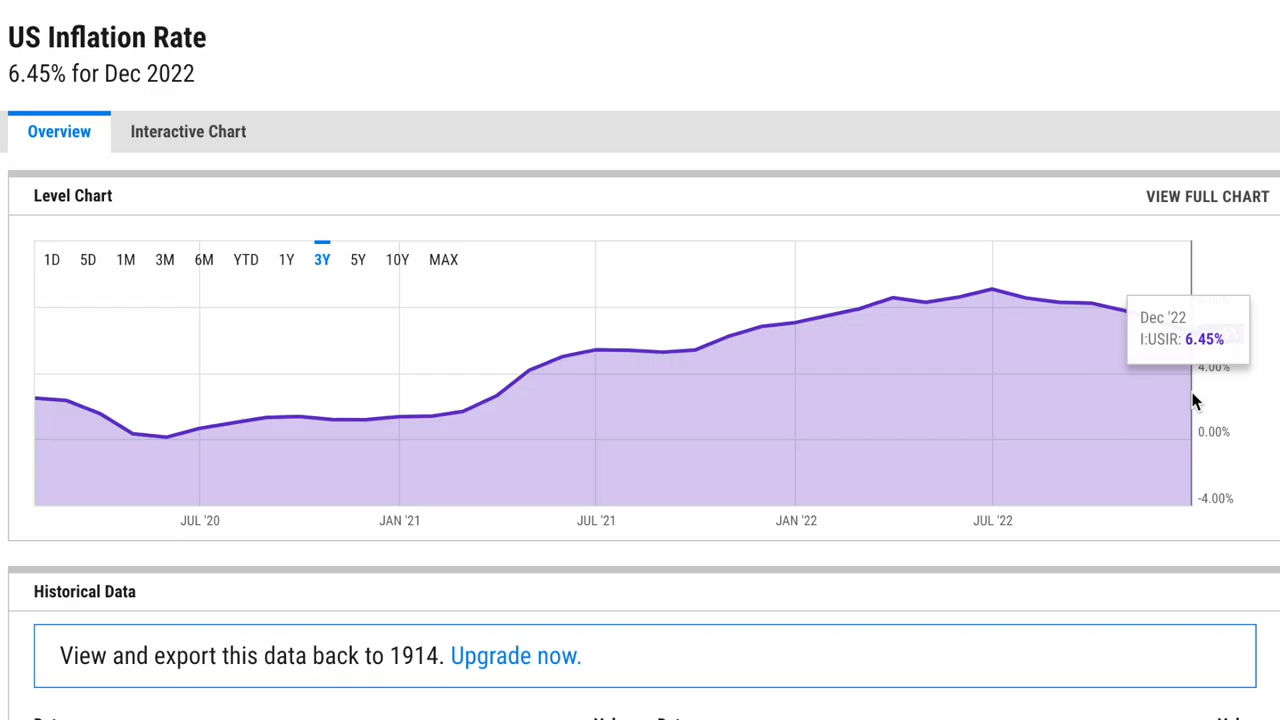 US Inflation Rate
6.45% for Dec 2022
Overview
Interactive Chart
Level Chart
VIEW FULL CHART
1D 5D 1M 3M 6M YTD 1Y 3Y 5Y 10Y MAX
Dec '22
I:USIR: 6.45%
4.00%
0.00%
-4.00%
JUL '20 JAN '21 JUL '21 JAN '22 JUL '22
Historical Data
View and export this data back to 1914. Upgrade now.